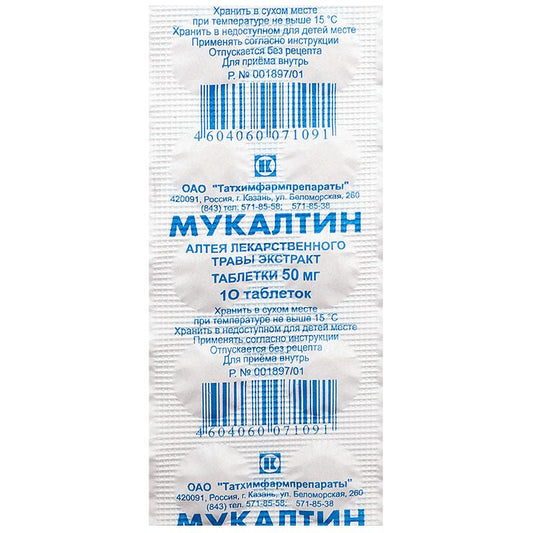 Хранить в сухом месте
при температуре не выше 15 °С
Хранить в недоступном для детей месте
Применять согласно инструкции
Отпускается без рецепта
Для приёма внутрь
Р. № 001897/01
4 604060 071091
ОАО "Татхимфармпрепараты"
420091, Россия, г. Казань, ул. Беломорская, 260
(843) тел. 571-85-58; 571-85-38
МУКАЛТИН
АЛТЕЯ ЛЕКАРСТВЕННОГО
ТРАВЫ ЭКСТРАКТ
ТАБЛЕТКИ 50 МГ
10 таблеток
Хранить в сухом месте
при температуре не выше 15 °С
Хранить в недоступном для детей месте
Применять согласно инструкции
Отпускается без рецепта
Для приёма внутрь
Р. №001897/01
4 604060 071091
ОАО "Татхимфармпрепараты"
420091, Россия, г. Казань, ул. Беломорская, 260
(843) тел. 571-85-58, 571-85-38
МУКАЛТИН